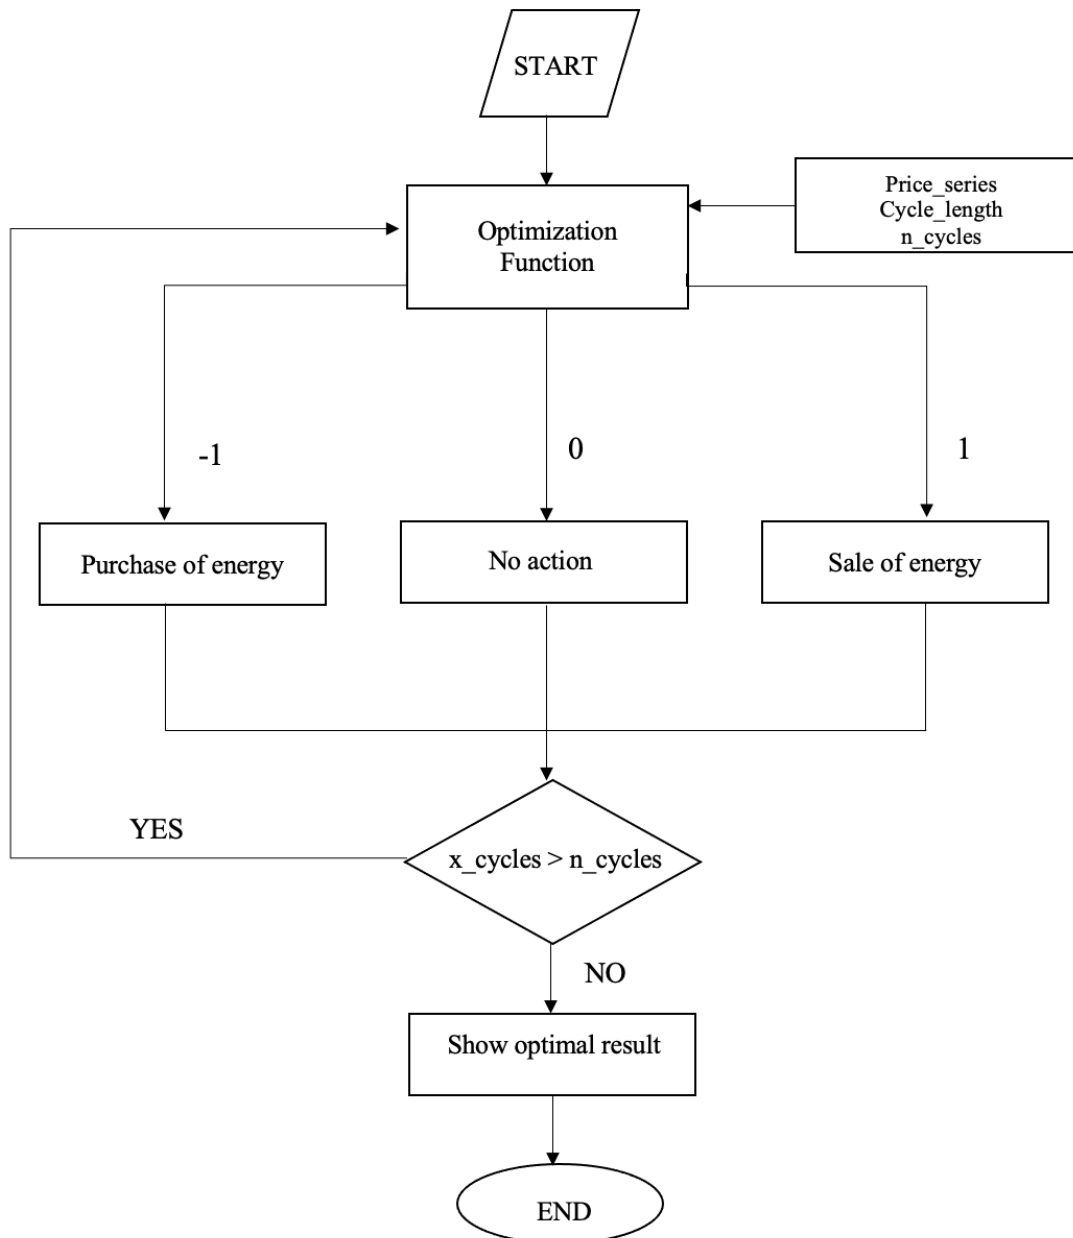 START
Price_series
Cycle_length
n_cycles
Optimization
Function
-1
0
1
Purchase of energy
No action
Sale of energy
YES
x_cycles > n_cycles
NO
Show optimal result
END